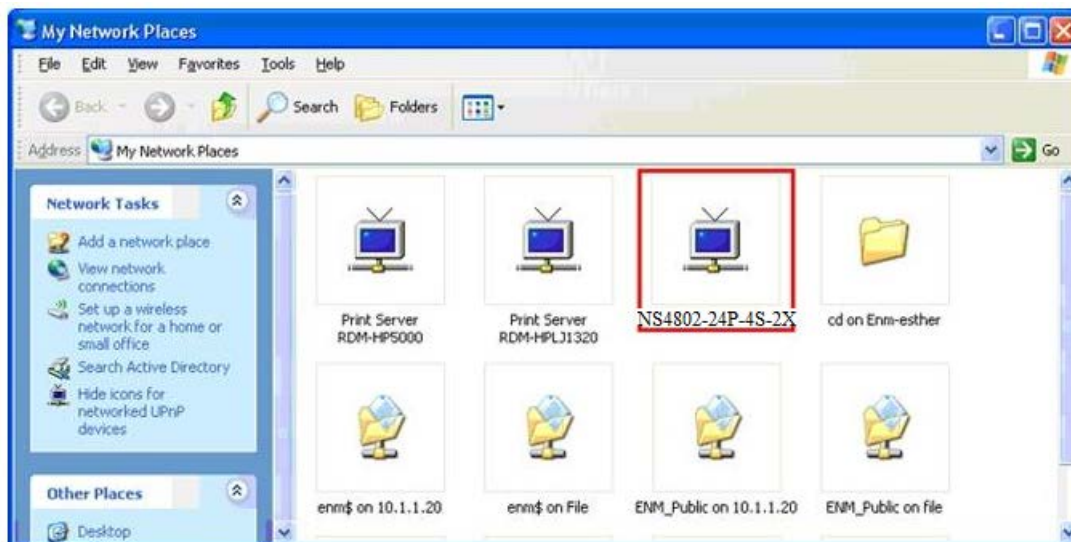 My Network Places
File Edit View Favorites Tools Help
Back Search Folders
Address My Network Places Go
Network Tasks
Add a network place
View network
connections
Set up a wireless
network for a home or
small office
Search Active Directory
Hide icons for
networked UPnP
devices
Other Places
Desktop
Print Server
RDM-HP5000
Print Server
RDM-HPLJ1320
NS4802-24P-4S-2X
cd on Enm-esther
enm$ on 10.1.1.20
enm$ on File
ENM_Public on 10.1.1.20
ENM_Public on file